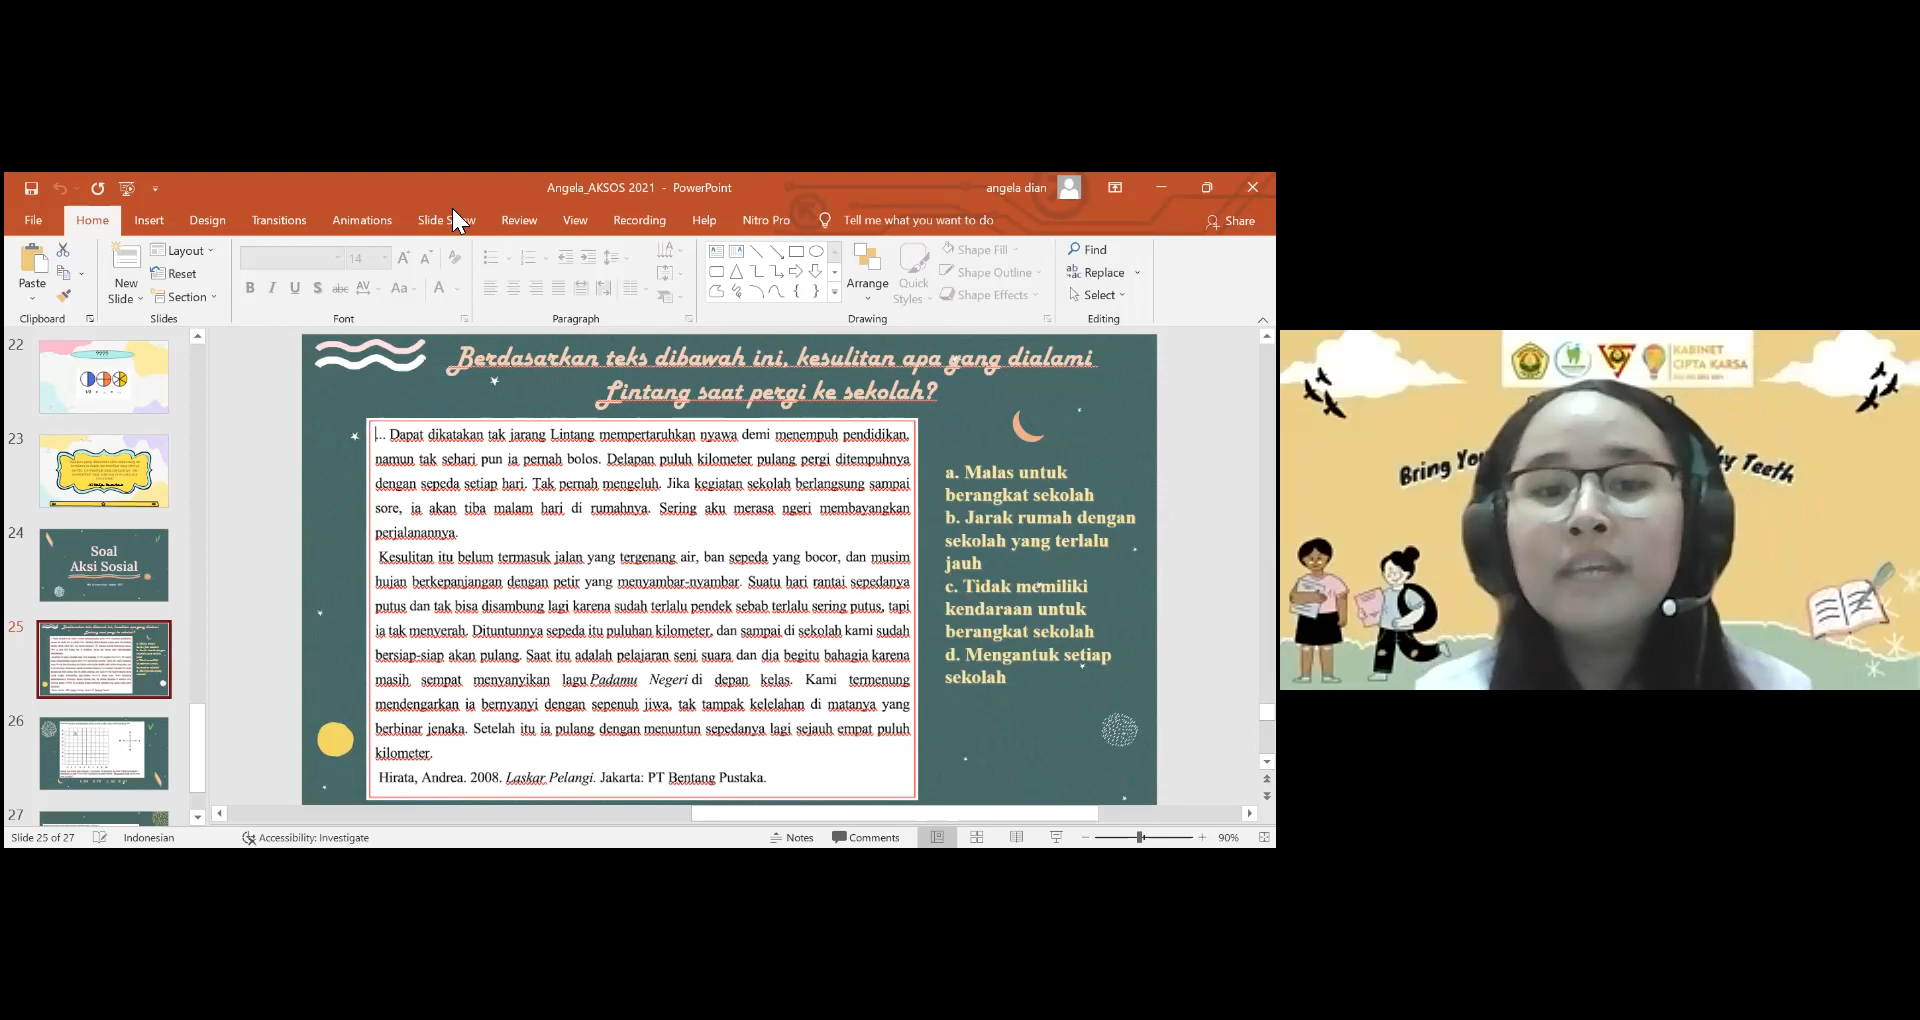 Angela_AKSOS 2021 - PowerPoint
angela dian
File Home Insert Design Transitions Animations Slide Show Review View Recording Help Nitro Pro Tell me what you want to do Share
Paste
Clipboard
New
Slide
Layout
Reset
Section
Slides
14
Font
Paragraph
Arrange
Quick
Styles
Shape Fill
Shape Outline
Shape Effects
Drawing
Find
Replace
Select
Editing
22
23
24
Soal
Aksi Sosial
25
26
27
Berdasarkan teks dibawah ini, kesulitan apa yang dialami
Lintang saat pergi ke sekolah?
... Dapat dikatakan tak jarang Lintang mempertaruhkan nyawa demi menempuh pendidikan,
namun tak sehari pun ia pernah bolos. Delapan puluh kilometer pulang pergi ditempuhnya
dengan sepeda setiap hari. Tak pernah mengeluh. Jika kegiatan sekolah berlangsung sampai
sore, ia akan tiba malam hari di rumahnya. Sering aku merasa ngeri membayangkan
perjalanannya.
Kesulitan itu belum termasuk jalan yang tergenang air, ban sepeda yang bocor, dan musim
hujan berkepanjangan dengan petir yang menyambar-nyambar. Suatu hari rantai sepedanya
putus dan tak bisa disambung lagi karena sudah terlalu pendek sebab terlalu sering putus, tapi
ia tak menyerah. Dituntunnya sepeda itu puluhan kilometer, dan sampai di sekolah kami sudah
bersiap-siap akan pulang. Saat itu adalah pelajaran seni suara dan dia begitu bahagia karena
masih sempat menyanyikan lagu Padamu Negeri di depan kelas. Kami termenung
mendengarkan ia bernyanyi dengan sepenuh jiwa, tak tampak kelelahan di matanya yang
berbinar jenaka. Setelah itu ia pulang dengan menuntun sepedanya lagi sejauh empat puluh
kilometer.
Hirata, Andrea. 2008. Laskar Pelangi. Jakarta: PT Bentang Pustaka.
a. Malas untuk
berangkat sekolah
b. Jarak rumah dengan
sekolah yang terlalu
jauh
c. Tidak memiliki
kendaraan untuk
berangkat sekolah
d. Mengantuk setiap
sekolah
Slide 25 of 27 Indonesian Accessibility: Investigate Notes Comments 90%
KABINET
CIPTA KARSA
Bring You
Teeth